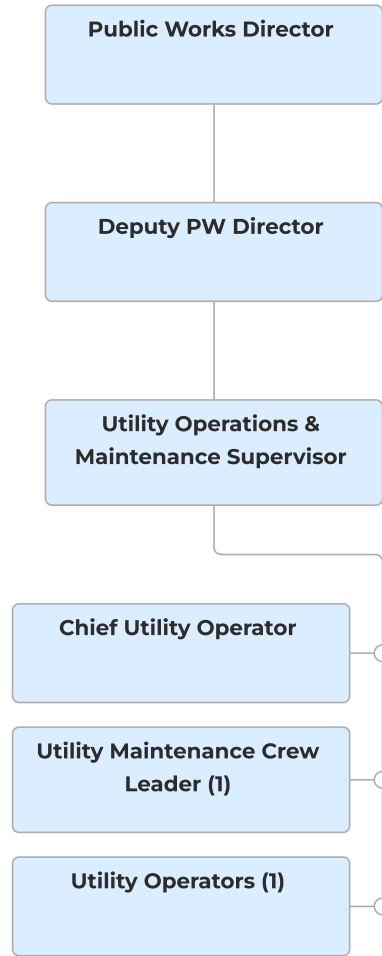 Public Works Director
Deputy PW Director
Utility Operations &
Maintenance Supervisor
Chief Utility Operator
Utility Maintenance Crew
Leader (1)
Utility Operators (1)